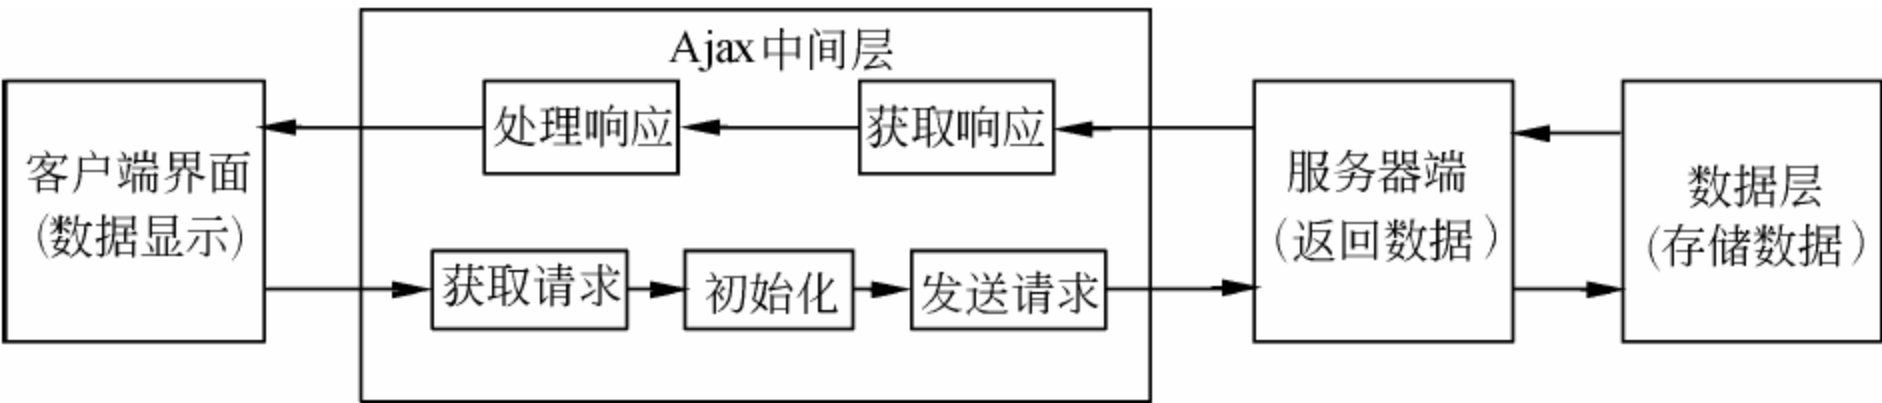 Ajax中间层
处理响应
获取响应
客户端界面
(数据显示)
服务器端
(返回数据)
数据层
(存储数据)
获取请求
初始化
发送请求